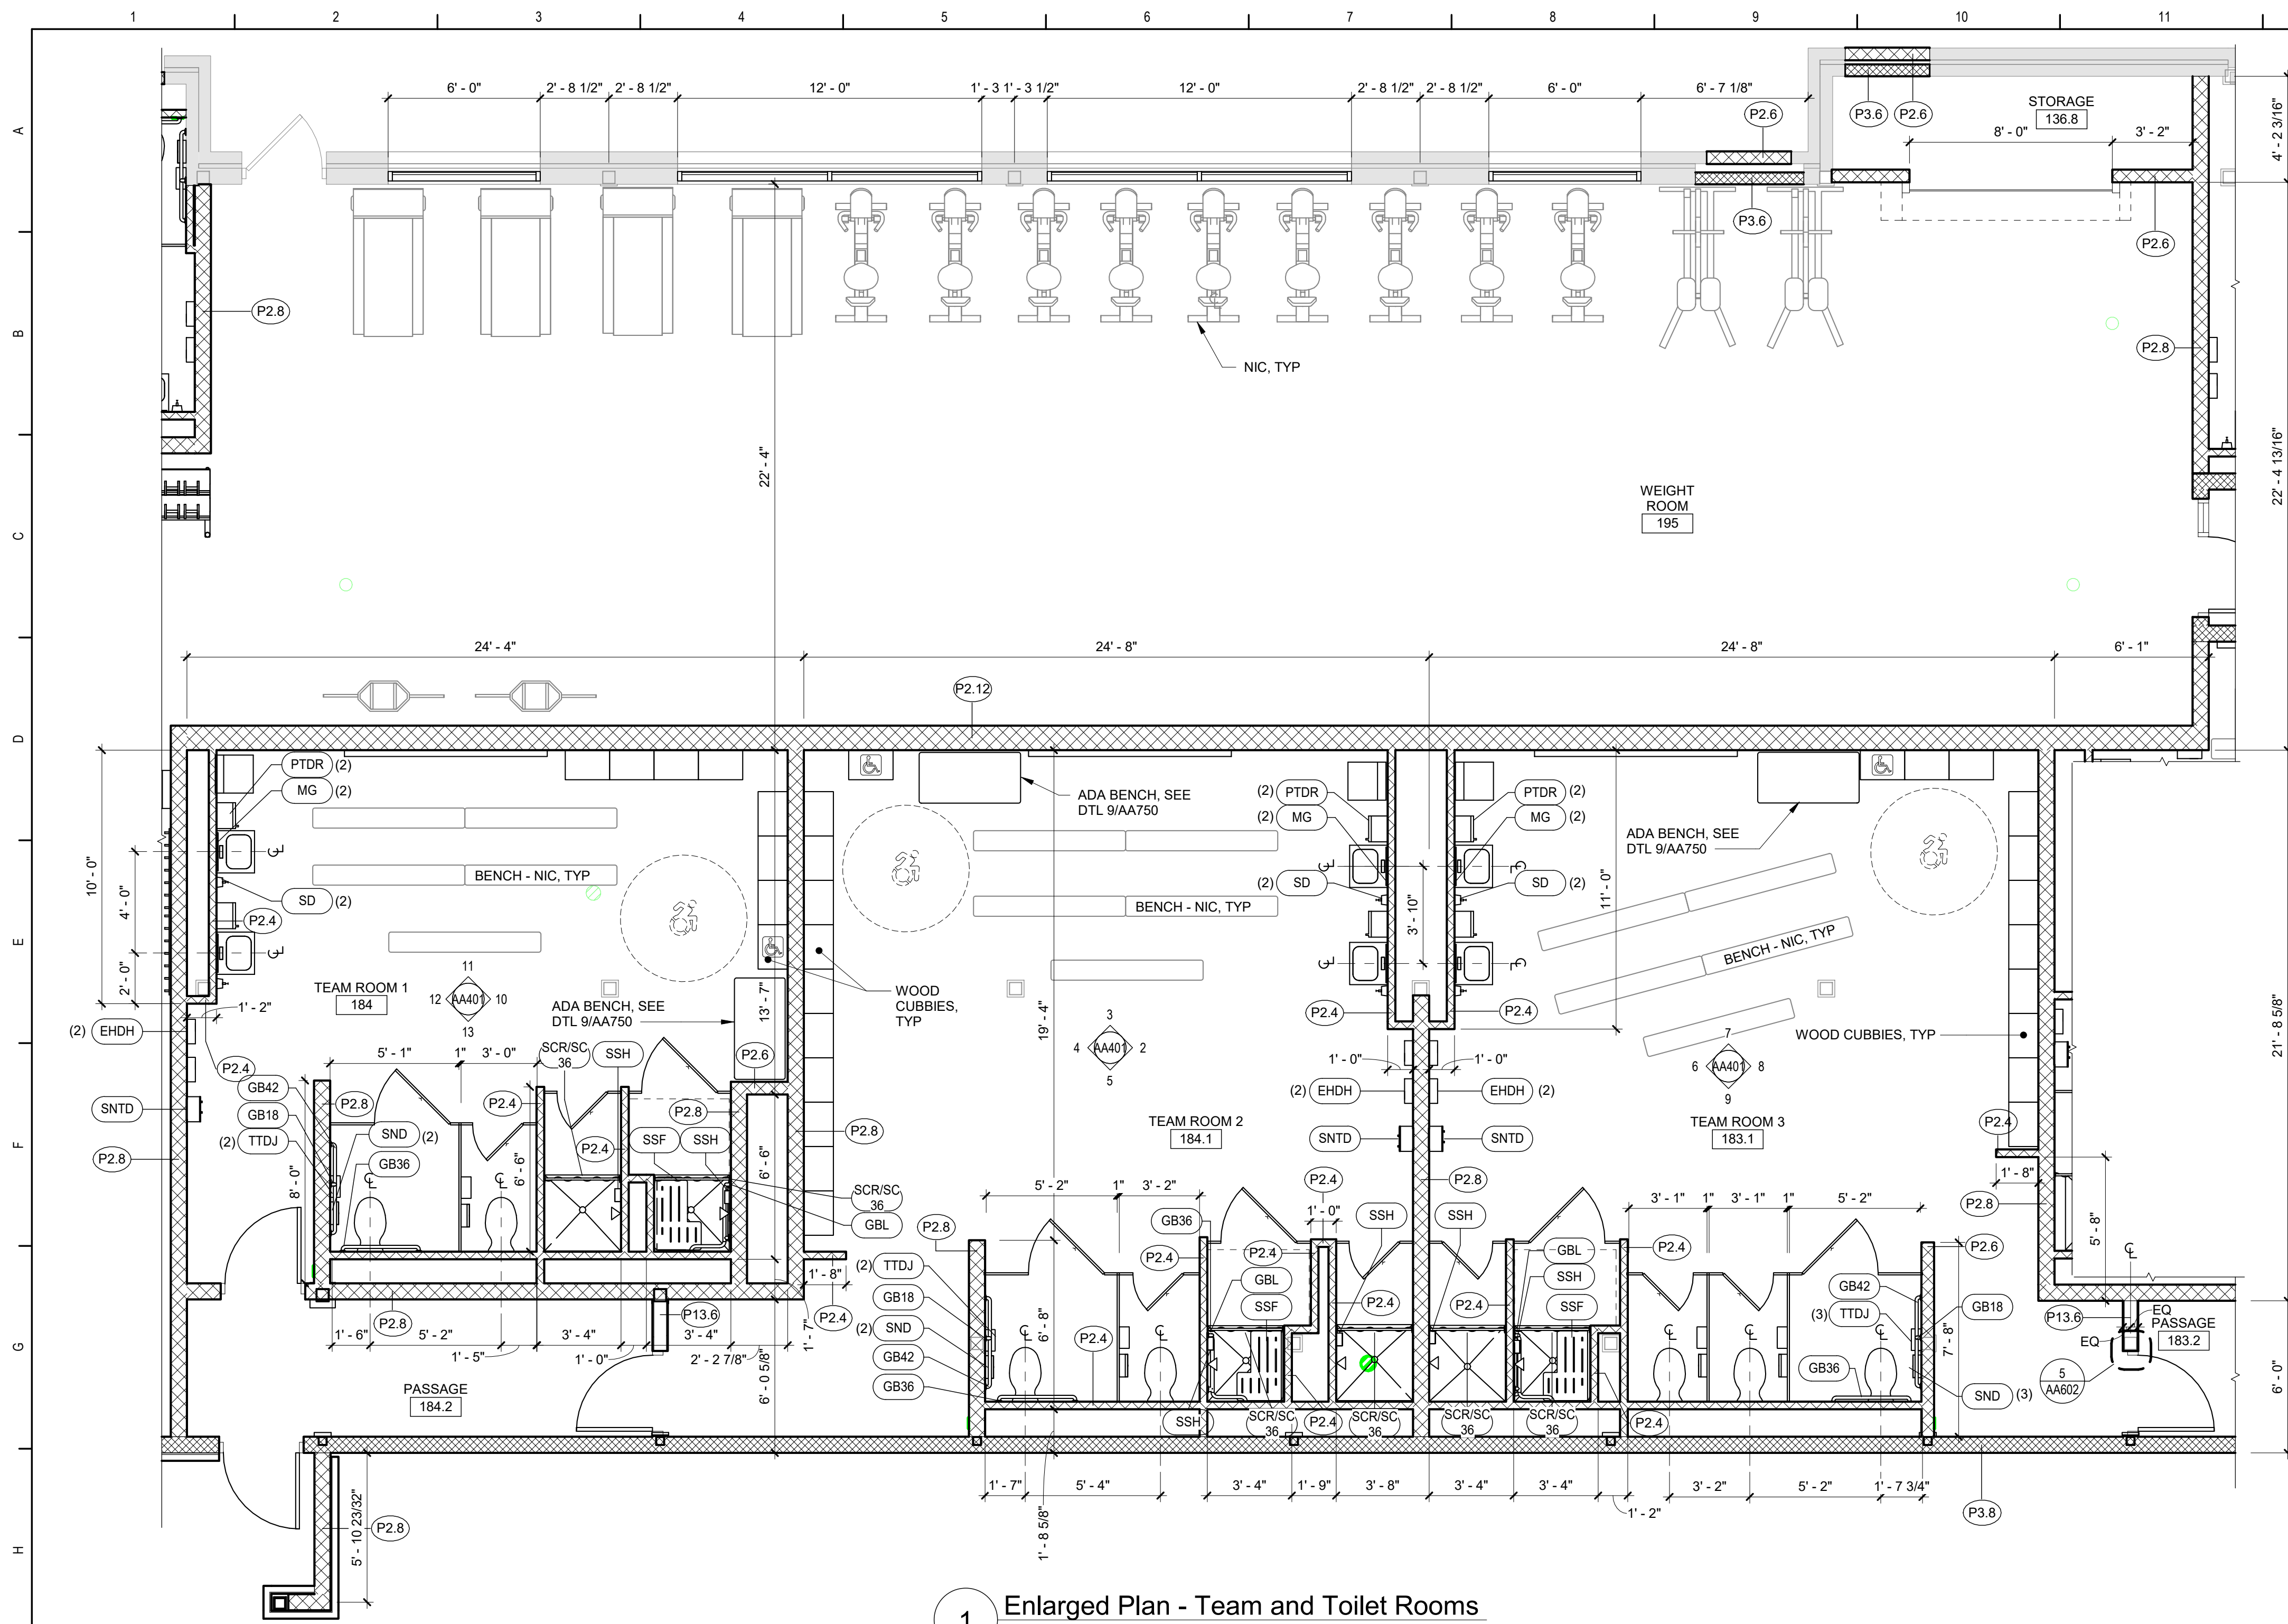 1 2 3 4 5 6 7 8 9 10 11
A
B
C
D
E
F
G
H
6' - 0" 2' - 8 1/2" 2' - 8 1/2" 12' - 0" 1' - 3 1' - 3 1/2" 12' - 0" 2' - 8 1/2" 2' - 8 1/2" 6' - 0" 6' - 7 1/8"
P2.6
P3.6
P3.6 P2.6
STORAGE
136.8
8' - 0" 3' - 2"
4' - 2 3/16"
P2.6
P2.8
P2.8
NIC, TYP
22' - 4"
WEIGHT
ROOM
195
22' - 4 13/16"
24' - 4" 24' - 8" 24' - 8" 6' - 1"
P2.12
10' - 0"
4' - 0"
2' - 0"
PTDR (2)
MG (2)
SD (2)
P2.4
BENCH - NIC, TYP
TEAM ROOM 1
184
11
12 AA401 10
13
ADA BENCH, SEE
DTL 9/AA750
13' - 7"
1' - 2"
(2) EHDH
P2.4
SNTD
P2.8
GB42
GB18
(2) TTDJ
8' - 0"
5' - 1" 1" 3' - 0"
P2.8
SND (2)
GB36
6' - 6"
SCR/SC
36
SSH
P2.4
P2.4
P2.8
SSF SSH
P2.6
6' - 6"
P2.8
SCR/SC
36
GBL
1' - 8"
P2.4
1' - 7"
P2.8
P13.6
1' - 6" 5' - 2" 1' - 5" 3' - 4" 1' - 0" 3' - 4" 2' - 2 7/8"
6' - 0 5/8"
PASSAGE
184.2
5' - 10 23/32"
P2.8
ADA BENCH, SEE
DTL 9/AA750
BENCH - NIC, TYP
WOOD
CUBBIES,
TYP
19' - 4"
3
4 AA401 2
5
TEAM ROOM 2
184.1
(2) PTDR
(2) MG
(2) SD
3' - 10"
PTDR (2)
MG (2)
SD (2)
11' - 0"
P2.4 P2.4
1' - 0" 1' - 0"
(2) EHDH EHDH (2)
SNTD SNTD
P2.8
P2.4
1' - 0"
SSH SSH
5' - 2" 1" 3' - 2"
GB36
P2.8
P2.4
P2.4
(2) TTDJ
GB18
(2) SND
GB42
GB36
6' - 8"
P2.4
GBL
SSF
P2.4
P2.4
GBL
SSH
SSF
SSH
SCR/SC
36
P2.4
SCR/SC
36
SCR/SC
36
SCR/SC
36
P2.4
1' - 7" 5' - 4" 1' - 8 5/8" 3' - 4" 1' - 9" 3' - 8" 3' - 4" 3' - 4" 1' - 2" 3' - 2" 5' - 2" 1' - 7 3/4"
ADA BENCH, SEE
DTL 9/AA750
BENCH - NIC, TYP
WOOD CUBBIES, TYP
7
6 AA401 8
9
TEAM ROOM 3
183.1
P2.4
1' - 8"
P2.8
5' - 8"
21' - 8 5/8"
3' - 1" 1" 3' - 1" 1" 5' - 2"
P2.4
P2.6
GB42
(3) TTDJ
GB18
GB36
7' - 8"
SND (3)
P13.6
EQ
EQ
PASSAGE
183.2
5
AA602
6' - 0"
P3.8
1
Enlarged Plan - Team and Toilet Rooms